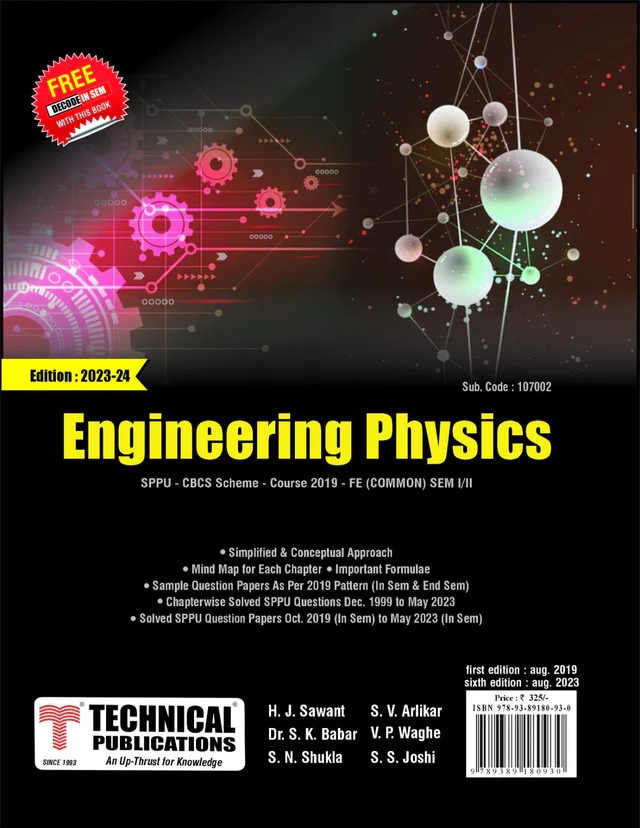 FREE
DECODE IN SEM
WITH THIS BOOK
Edition : 2023-24
Sub. Code : 107002
Engineering Physics
SPPU - CBCS Scheme - Course 2019 - FE (COMMON) SEM I/II
• Simplified & Conceptual Approach
• Mind Map for Each Chapter • Important Formulae
• Sample Question Papers As Per 2019 Pattern (In Sem & End Sem)
• Chapterwise Solved SPPU Questions Dec. 1999 to May 2023
• Solved SPPU Question Papers Oct. 2019 (In Sem) to May 2023 (In Sem)
first edition : aug. 2019
sixth edition : aug. 2023
Price : ₹ 325/-
ISBN 978-93-89180-93-0
9 789389 180930
®
SINCE 1993
TECHNICAL®
PUBLICATIONS
An Up-Thrust for Knowledge
H. J. Sawant S. V. Arlikar
Dr. S. K. Babar V. P. Waghe
S. N. Shukla S. S. Joshi